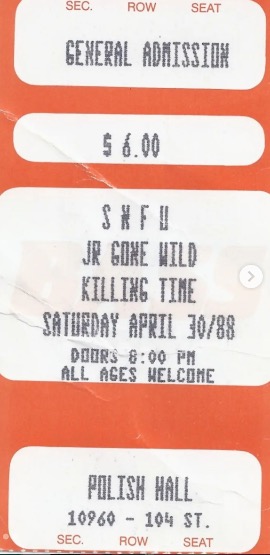 SEC. ROW SEAT
GENERAL ADMISSION
$ 6.00
S N F U
JR GONE WILD
KILLING TIME
SATURDAY APRIL 30/88
DOORS 8:00 PM
ALL AGES WELCOME
POLISH HALL
10960 - 104 ST.
SEC. ROW SEAT